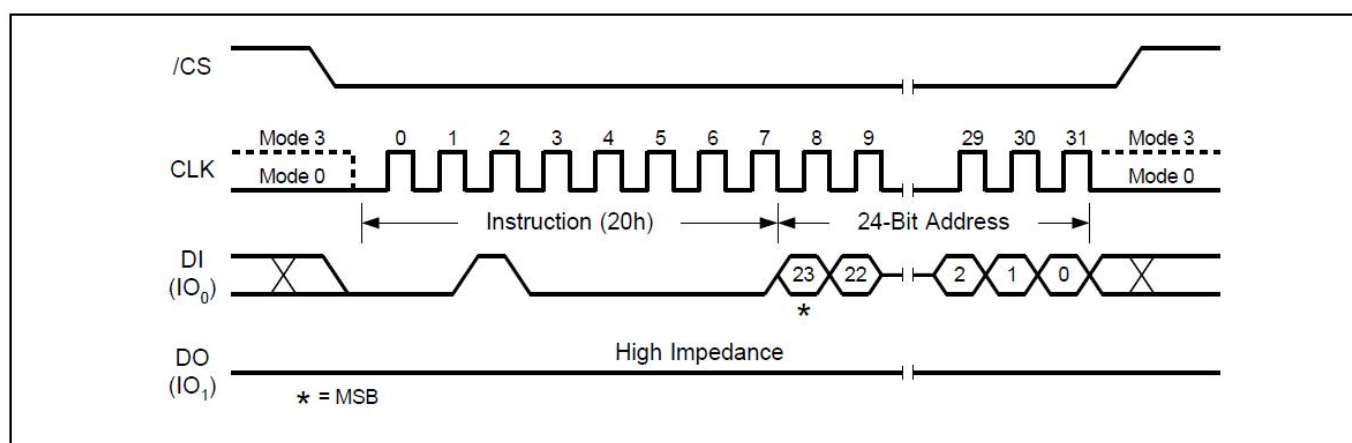 /CS
Mode 3 0 1 2 3 4 5 6 7 8 9 29 30 31 Mode 3
CLK Mode 0 Mode 0
Instruction (20h) 24-Bit Address
DI
(IO0) 23 22 2 1 0
*
DO High Impedance
(IO1)
* = MSB